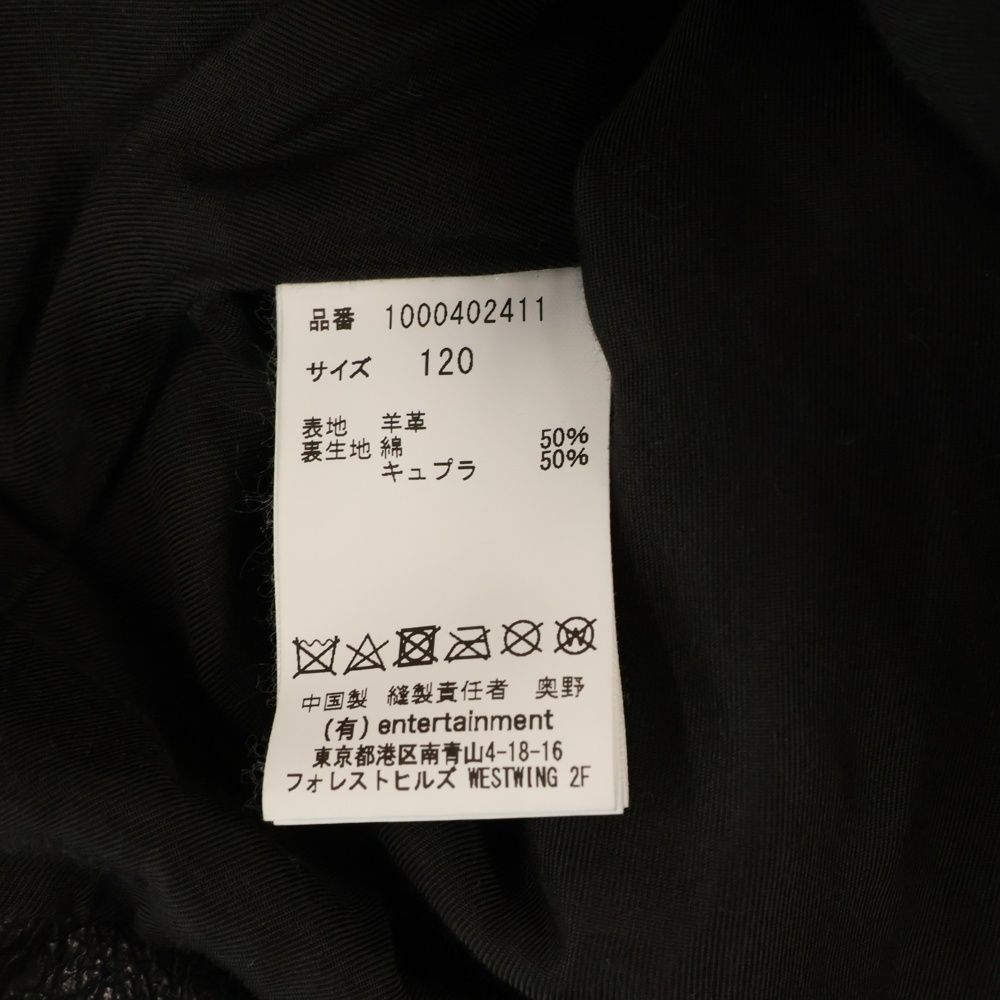 品番 1000402411
サイズ 120
表地 羊革
裏生地 綿 50%
キュプラ 50%
W
中国製 縫製責任者 奥野
(有) entertainment
東京都港区南青山4-18-16
フォレストヒルズ WESTWING 2F